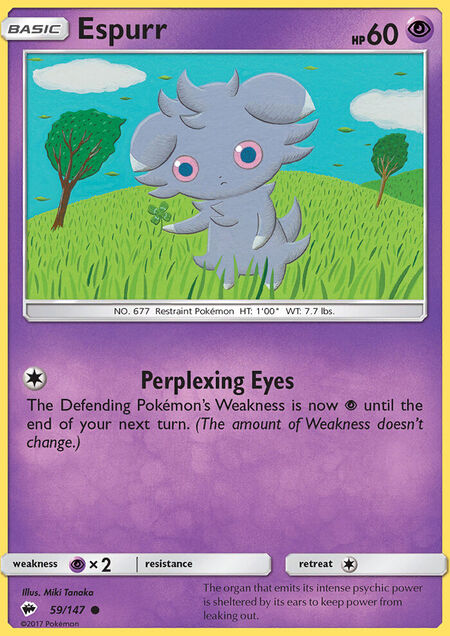 BASIC Espurr HP60
NO. 677 Restraint Pokémon HT: 1'00" WT: 7.7 lbs.
Perplexing Eyes
The Defending Pokémon's Weakness is now until the
end of your next turn. (The amount of Weakness doesn't
change.)
weakness ×2 resistance retreat
Illus. Miki Tanaka
59/147
©2017 Pokémon
The organ that emits its intense psychic power
is sheltered by its ears to keep power from
leaking out.